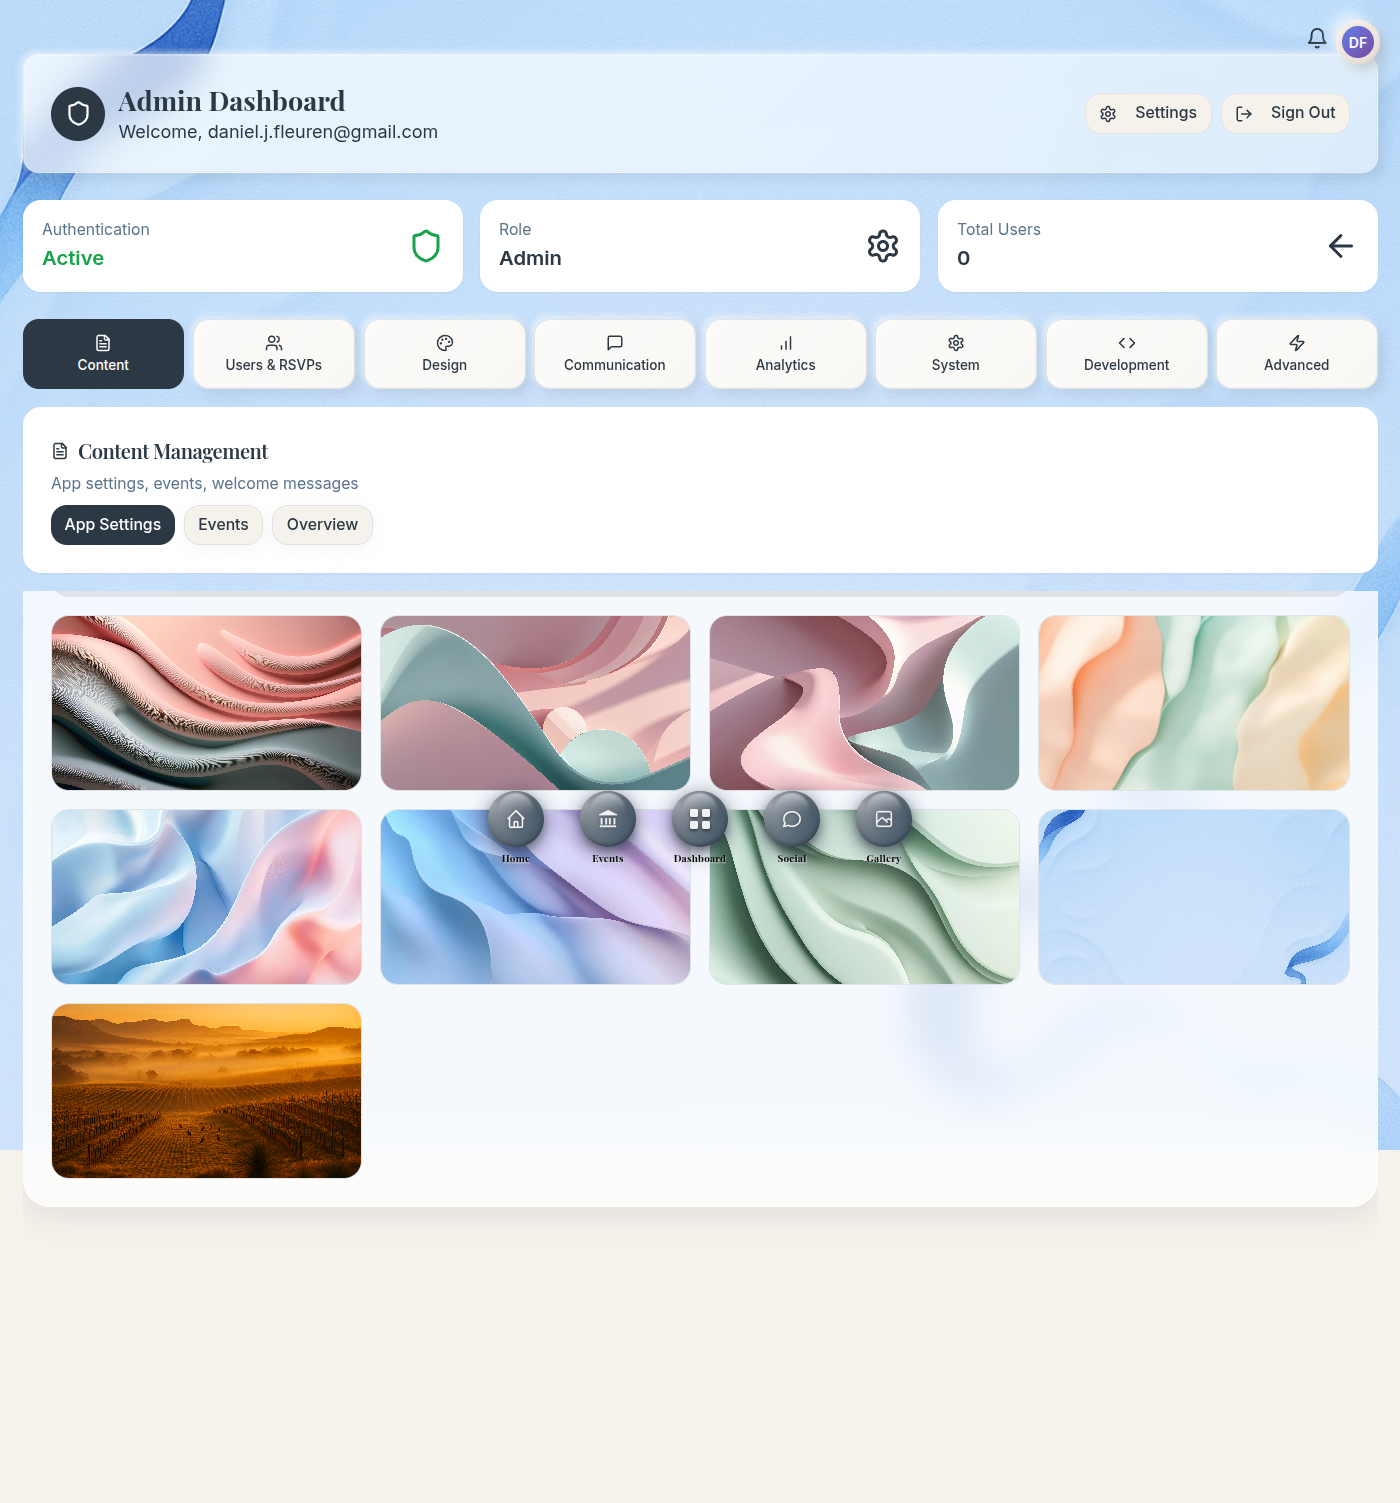 DF
Admin Dashboard
Welcome, daniel.j.fleuren@gmail.com
Settings
Sign Out
Authentication
Active
Role
Admin
Total Users
0
Content
Users & RSVPs
Design
Communication
Analytics
System
Development
Advanced
Content Management
App settings, events, welcome messages
App Settings
Events
Overview
Home
Events
Dashboard
Social
Gallery